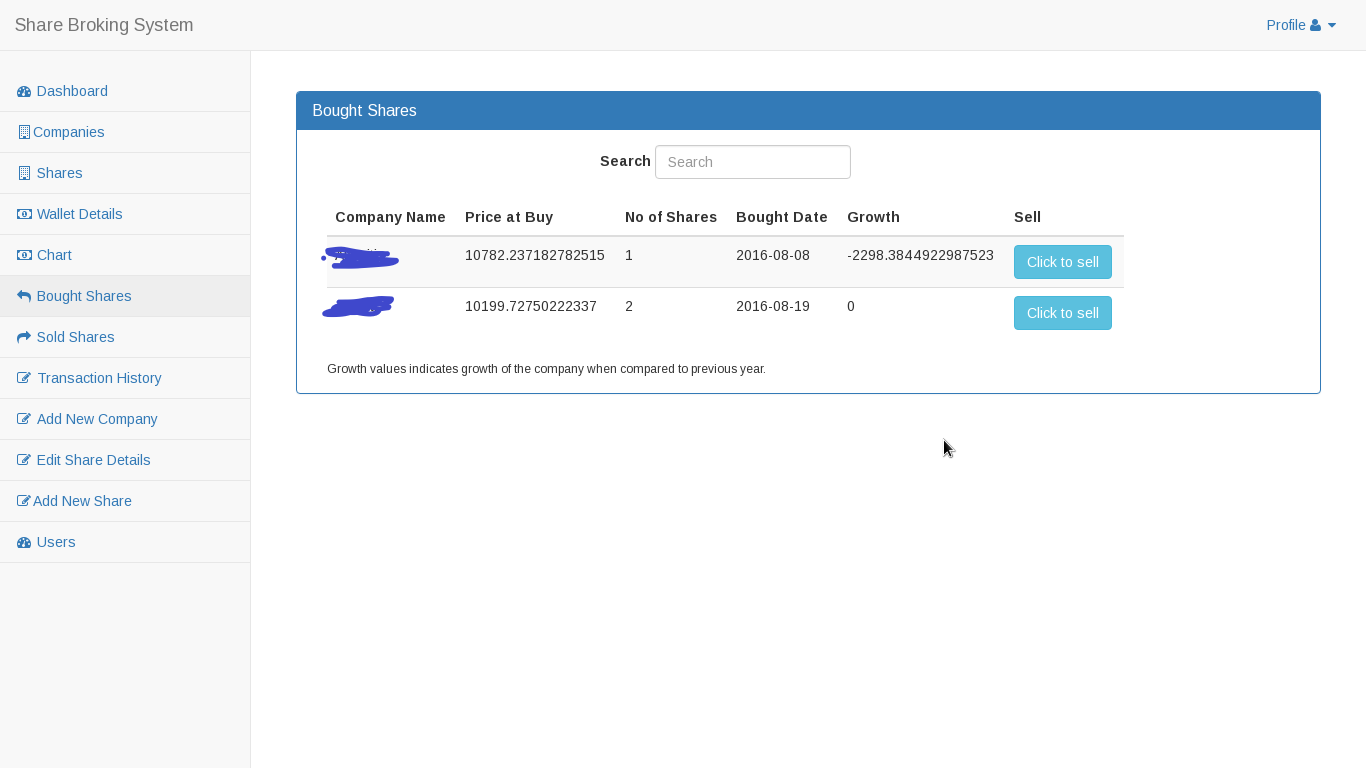 Share Broking System
Profile
Dashboard
Companies
Shares
Wallet Details
Chart
Bought Shares
Sold Shares
Transaction History
Add New Company
Edit Share Details
Add New Share
Users
Bought Shares
Search Search
Company Name Price at Buy No of Shares Bought Date Growth Sell
10782.237182782515 1 2016-08-08 -2298.3844922987523 Click to sell
10199.72750222337 2 2016-08-19 0 Click to sell
Growth values indicates growth of the company when compared to previous year.